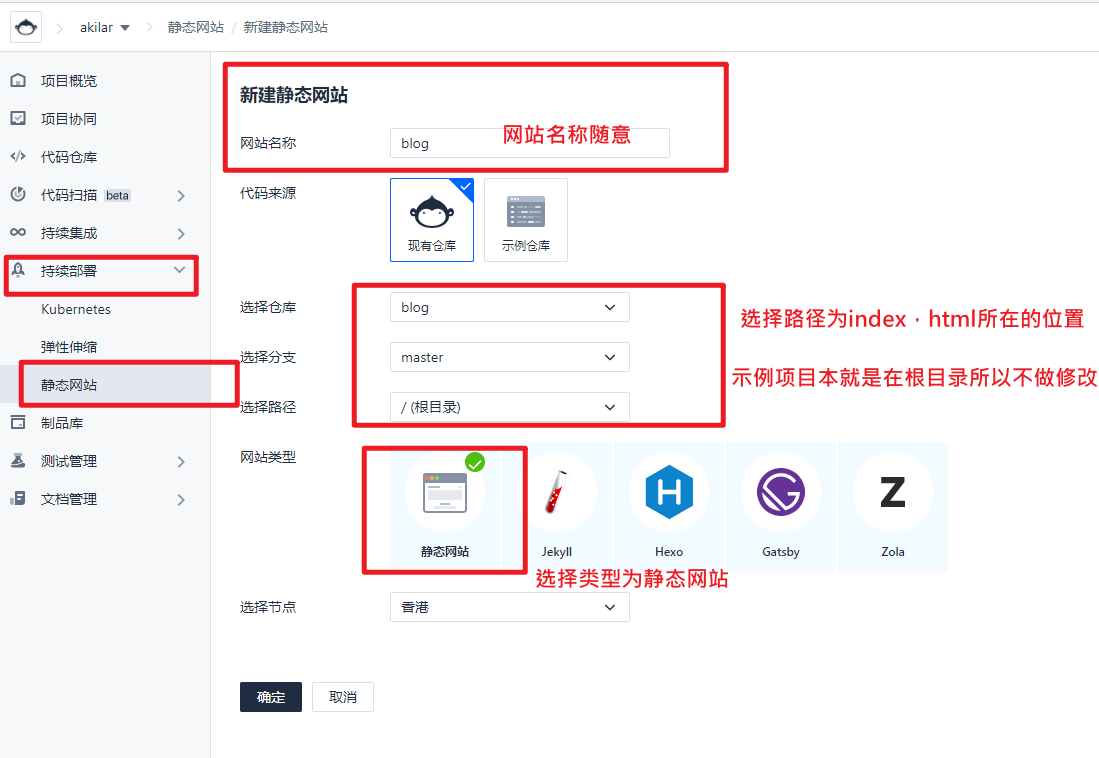 akilar 静态网站 / 新建静态网站
项目概览
项目协同
代码仓库
代码扫描 beta
持续集成
持续部署
Kubernetes
弹性伸缩
静态网站
制品库
测试管理
文档管理
新建静态网站
网站名称 blog 网站名称随意
代码来源
现有仓库 示例仓库
选择仓库 blog
选择路径为index．html所在的位置
选择分支 master
示例项目本就是在根目录所以不做修改
选择路径 / (根目录)
网站类型
静态网站 Jekyll Hexo Gatsby Zola
选择类型为静态网站
选择节点 香港
确定 取消